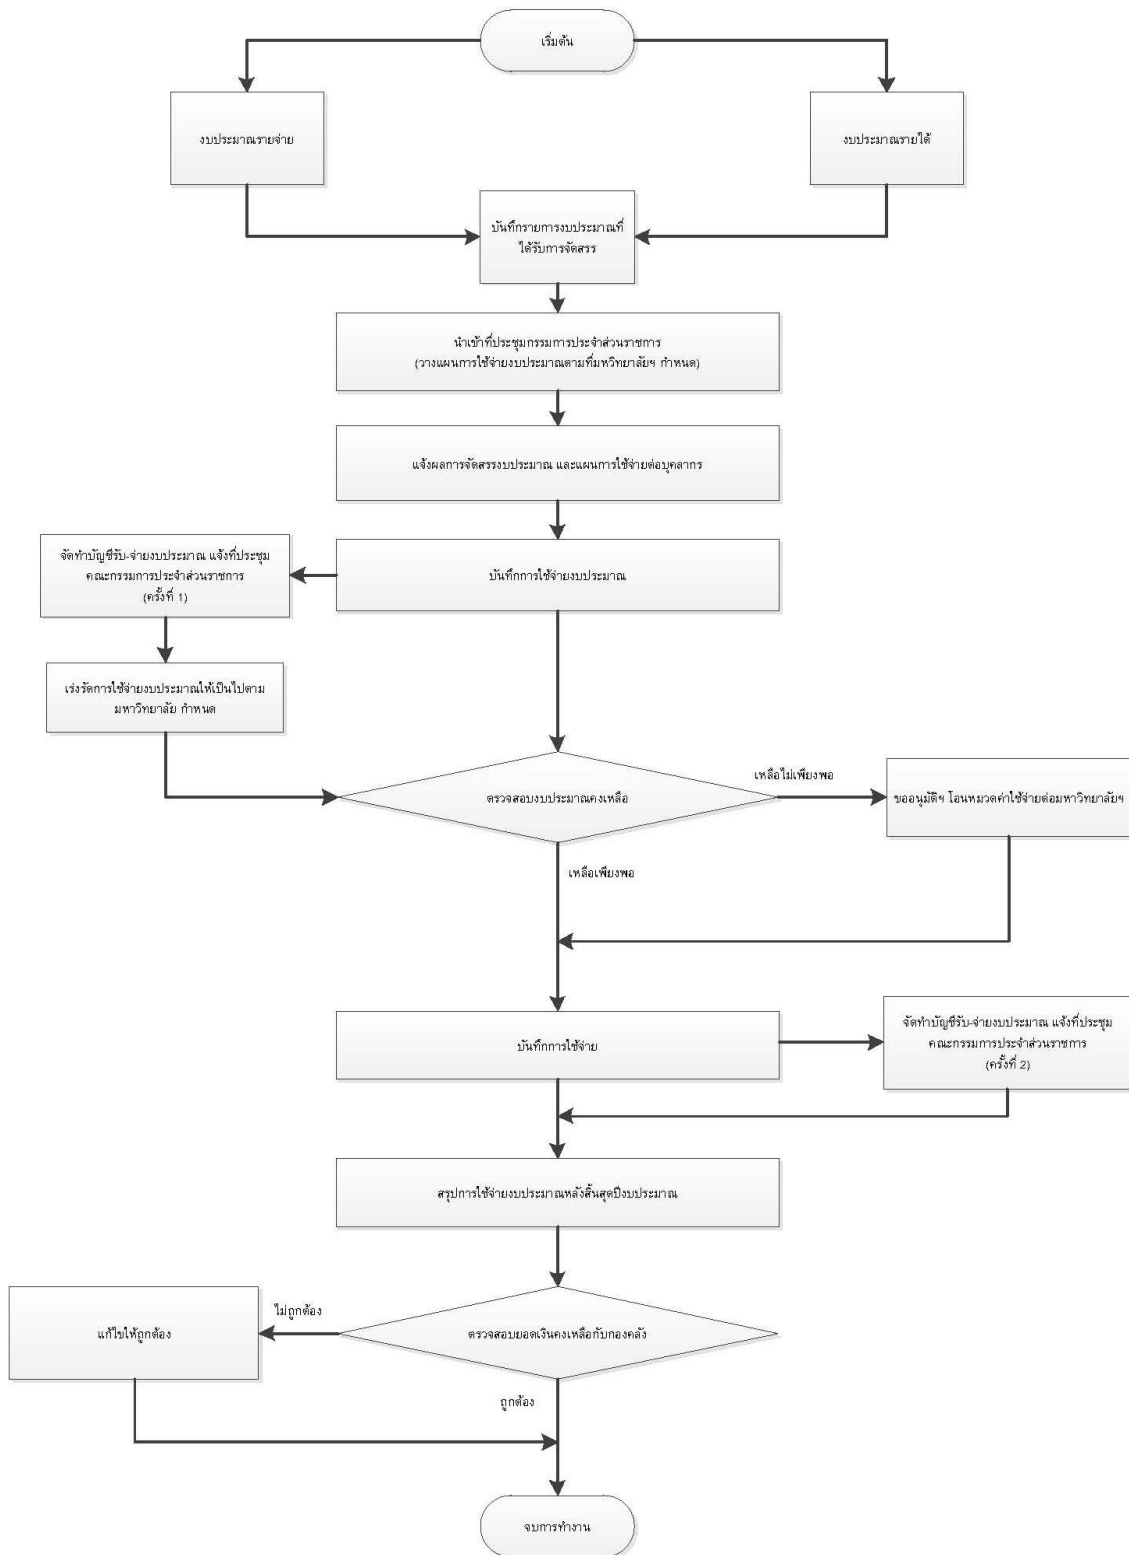 เริ่มต้น
งบประมาณรายจ่าย
งบประมาณรายได้
บันทึกรายการงบประมาณที่
ได้รับการจัดสรร
นำเข้าที่ประชุมกรรมการประจำส่วนราชการ
(วางแผนการใช้จ่ายงบประมาณตามที่มหวิทยาลัยฯ กำหนด)
แจ้งผลการจัดสรรงบประมาณ และแผนการใช้จ่ายต่อบุคลากร
จัดทำบัญชีรับ-จ่ายงบประมาณ แจ้งที่ประชุม
คณะกรรมการประจำส่วนราชการ
(ครั้งที่ 1)
บันทึกการใช้จ่ายงบประมาณ
เร่งรัดการใช้จ่ายงบประมาณให้เป็นไปตาม
มหาวิทยาลัย กำหนด
ตรวจสอบงบประมาณคงเหลือ
เหลือไม่เพียงพอ
ขออนุมัติฯ โอนหมวดค่าใช้จ่ายต่อมหาวิทยาลัยฯ
เหลือเพียงพอ
บันทึกการใช้จ่าย
จัดทำบัญชีรับ-จ่ายงบประมาณ แจ้งที่ประชุม
คณะกรรมการประจำส่วนราชการ
(ครั้งที่ 2)
สรุปการใช้จ่ายงบประมาณหลังสิ้นสุดปีงบประมาณ
ไม่ถูกต้อง
แก้ไขให้ถูกต้อง
ตรวจสอบยอดเงินคงเหลือกับกองคลัง
ถูกต้อง
จบการทำงาน